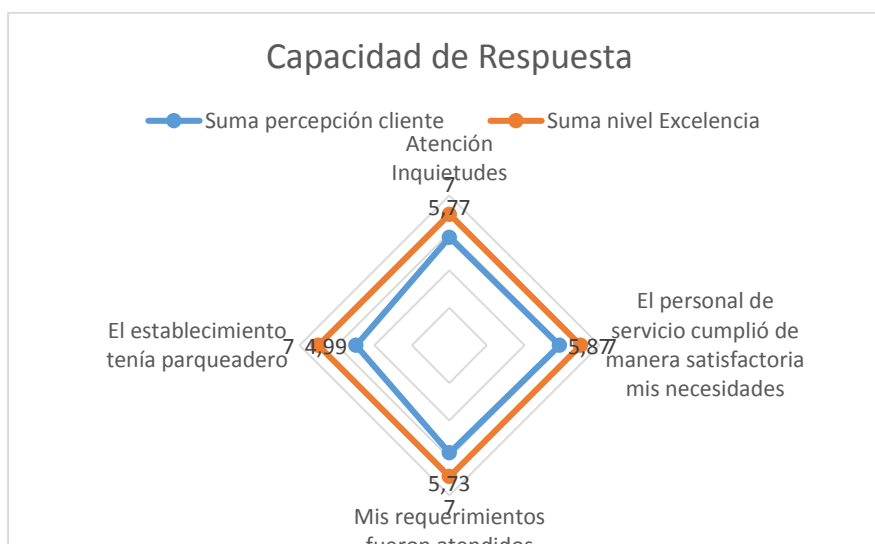 Capacidad de Respuesta
Suma percepción cliente
Suma nivel Excelencia
Atención
Inquietudes
7
5,77
El personal de
servicio cumplió de
manera satisfactoria
mis necesidades
5,87
7
El establecimiento
tenía parqueadero
7
4,99
5,73
7
Mis requerimientos
fueron atendidos